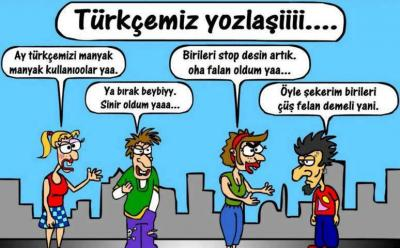 Türkçemiz yozlaşiiii....
Ay türkçemizi manyak
manyak kullanıoolar yaa.
Ya bırak beybiyy.
Sinir oldum yaaa...
Birileri stop desin artık.
oha falan oldum yaa...
Öyle şekerim birileri
çüş felan demeli yani.